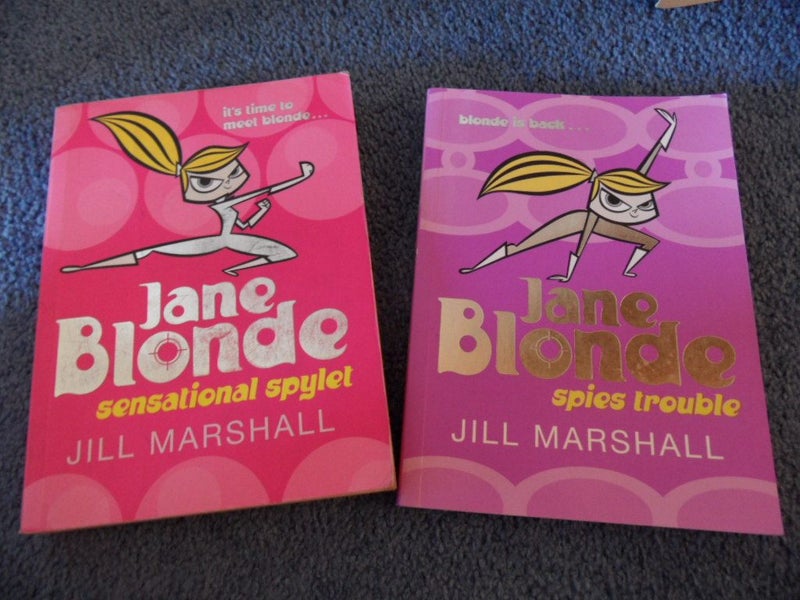 it's time to
meet blonde...
Jane
Blonde
sensational spylet
JILL MARSHALL
blonde is back...
Jane
Blonde
spies trouble
JILL MARSHALL